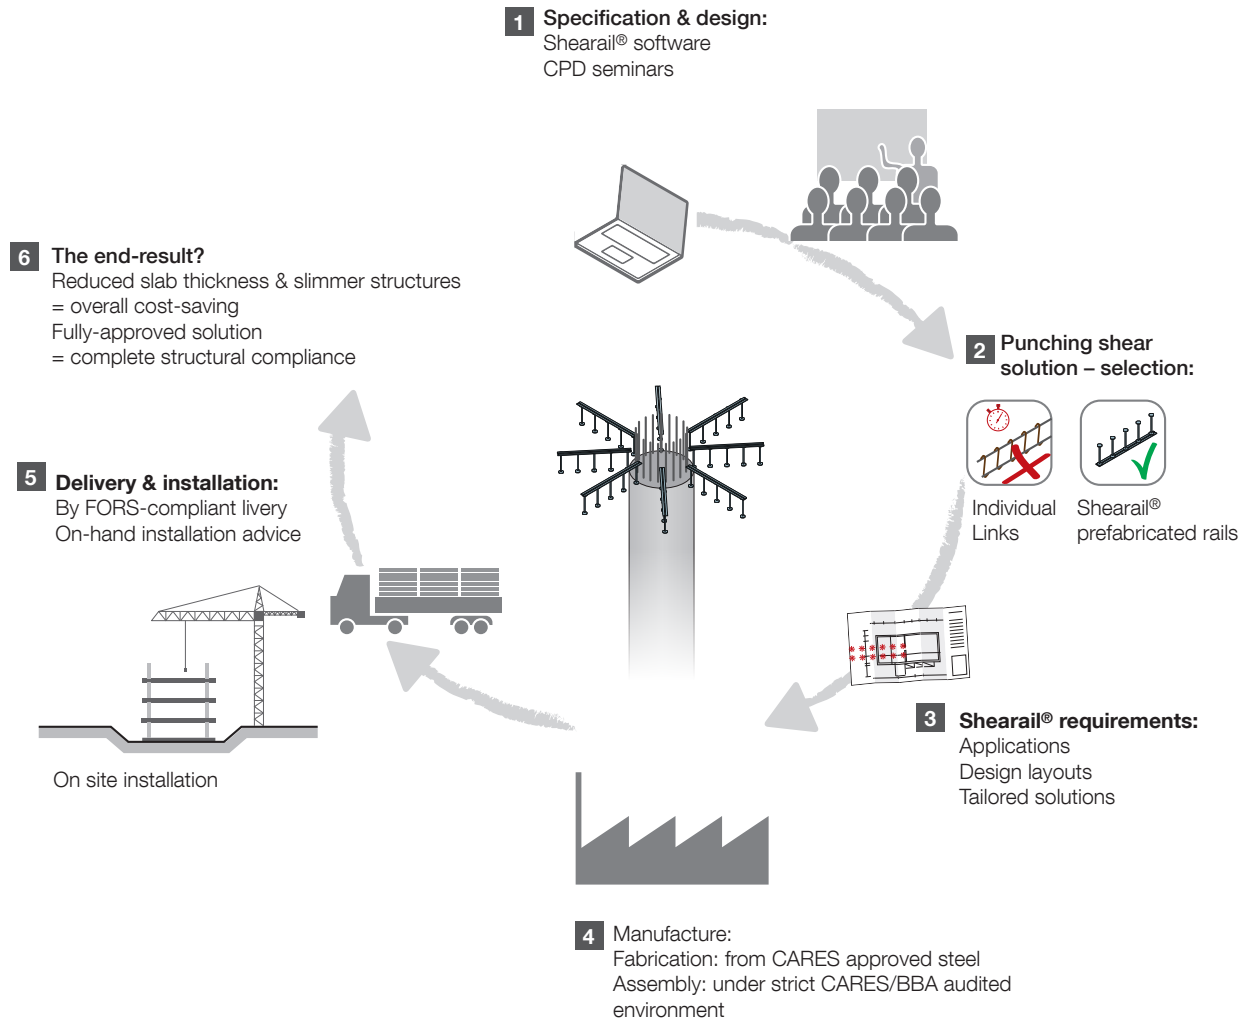 1 Specification & design:
Shearail® software
CPD seminars
2 Punching shear
solution – selection:
Individual
Links
Shearail®
prefabricated rails
3 Shearail® requirements:
Applications
Design layouts
Tailored solutions
4 Manufacture:
Fabrication: from CARES approved steel
Assembly: under strict CARES/BBA audited
environment
5 Delivery & installation:
By FORS-compliant livery
On-hand installation advice
On site installation
6 The end-result?
Reduced slab thickness & slimmer structures
= overall cost-saving
Fully-approved solution
= complete structural compliance